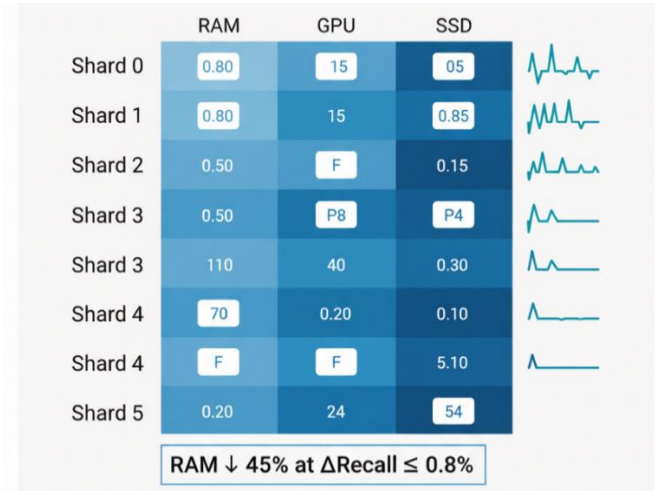 RAM GPU SSD
Shard 0 0.80 15 05
Shard 1 0.80 15 0.85
Shard 2 0.50 F 0.15
Shard 3 0.50 P8 P4
Shard 3 110 40 0.30
Shard 4 70 0.20 0.10
Shard 4 F F 5.10
Shard 5 0.20 24 54
RAM ↓ 45% at ΔRecall ≤ 0.8%